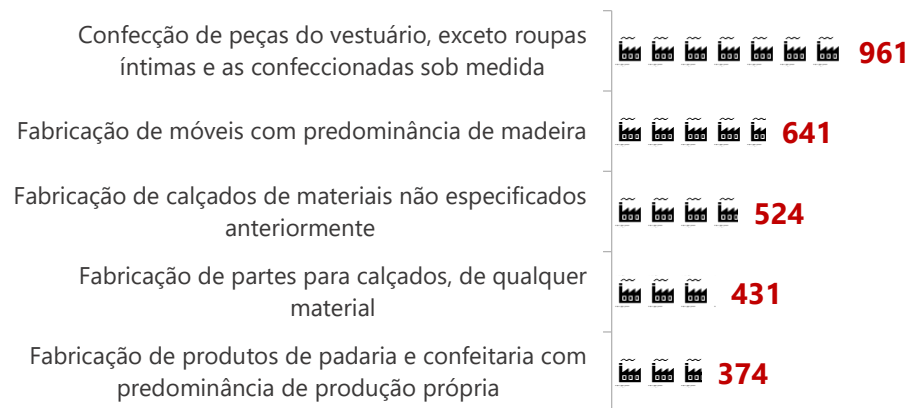 Confecção de peças do vestuário, exceto roupas
íntimas e as confeccionadas sob medida
961
Fabricação de móveis com predominância de madeira
641
Fabricação de calçados de materiais não especificados
anteriormente
524
Fabricação de partes para calçados, de qualquer
material
431
Fabricação de produtos de padaria e confeitaria com
predominância de produção própria
374